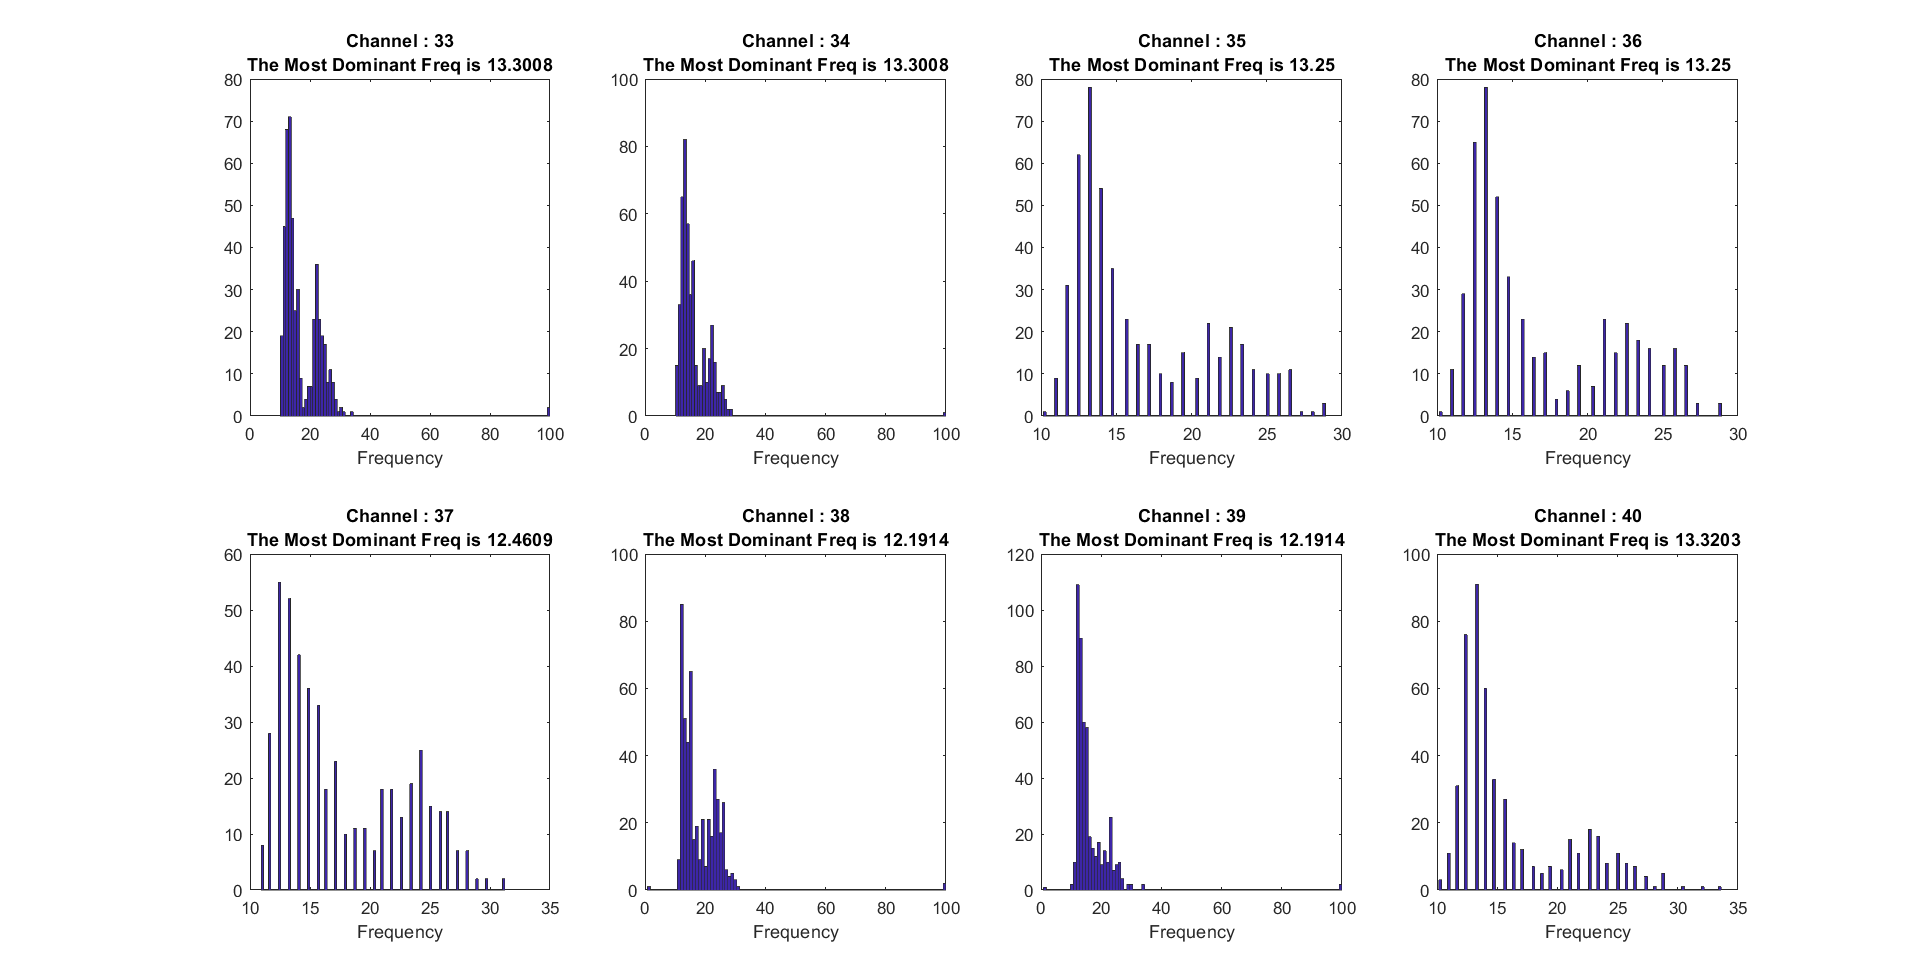 Channel : 33
The Most Dominant Freq is 13.3008
80
70
60
50
40
30
20
10
0
0 20 40 60 80 100
Frequency
Channel : 34
The Most Dominant Freq is 13.3008
100
80
60
40
20
0
0 20 40 60 80 100
Frequency
Channel : 35
The Most Dominant Freq is 13.25
80
70
60
50
40
30
20
10
0
10 15 20 25 30
Frequency
Channel : 36
The Most Dominant Freq is 13.25
80
70
60
50
40
30
20
10
0
10 15 20 25 30
Frequency
Channel : 37
The Most Dominant Freq is 12.4609
60
50
40
30
20
10
0
10 15 20 25 30 35
Frequency
Channel : 38
The Most Dominant Freq is 12.1914
100
80
60
40
20
0
0 20 40 60 80 100
Frequency
Channel : 39
The Most Dominant Freq is 12.1914
120
100
80
60
40
20
0
0 20 40 60 80 100
Frequency
Channel : 40
The Most Dominant Freq is 13.3203
100
80
60
40
20
0
10 15 20 25 30 35
Frequency